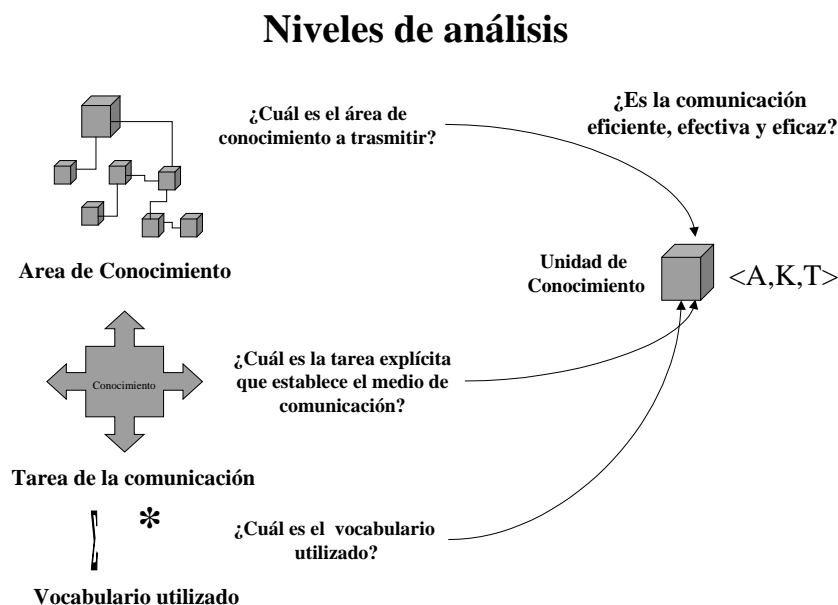 Niveles de análisis
¿Cuál es el área de
conocimiento a trasmitir?
¿Es la comunicación
eficiente, efectiva y eficaz?
Area de Conocimiento
Unidad de
Conocimiento
<A,K,T>
Conocimiento
¿Cuál es la tarea explícita
que establece el medio de
comunicación?
Tarea de la comunicación
Σ *
¿Cuál es el vocabulario
utilizado?
Vocabulario utilizado